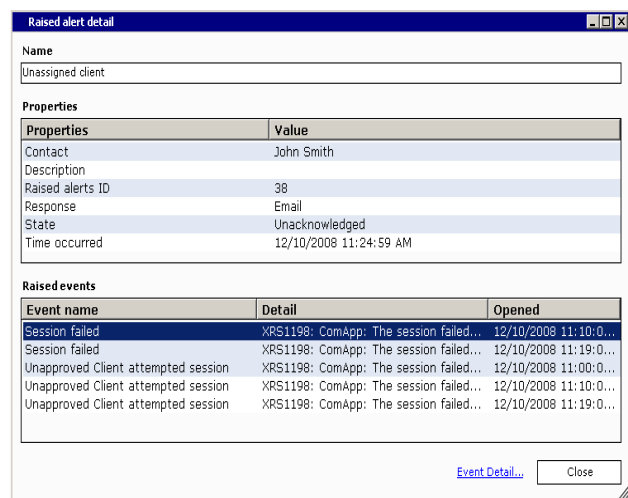 Raised alert detail
Name
Unassigned client
Properties
Properties Value
Contact John Smith
Description
Raised alerts ID 38
Response Email
State Unacknowledged
Time occurred 12/10/2008 11:24:59 AM
Raised events
Event name Detail Opened
Session failed XRS1198: ComApp: The session failed... 12/10/2008 11:10:0...
Session failed XRS1198: ComApp: The session failed... 12/10/2008 11:19:0...
Unapproved Client attempted session XRS1198: ComApp: The session failed... 12/10/2008 11:00:0...
Unapproved Client attempted session XRS1198: ComApp: The session failed... 12/10/2008 11:10:0...
Unapproved Client attempted session XRS1198: ComApp: The session failed... 12/10/2008 11:19:0...
Event Detail... Close